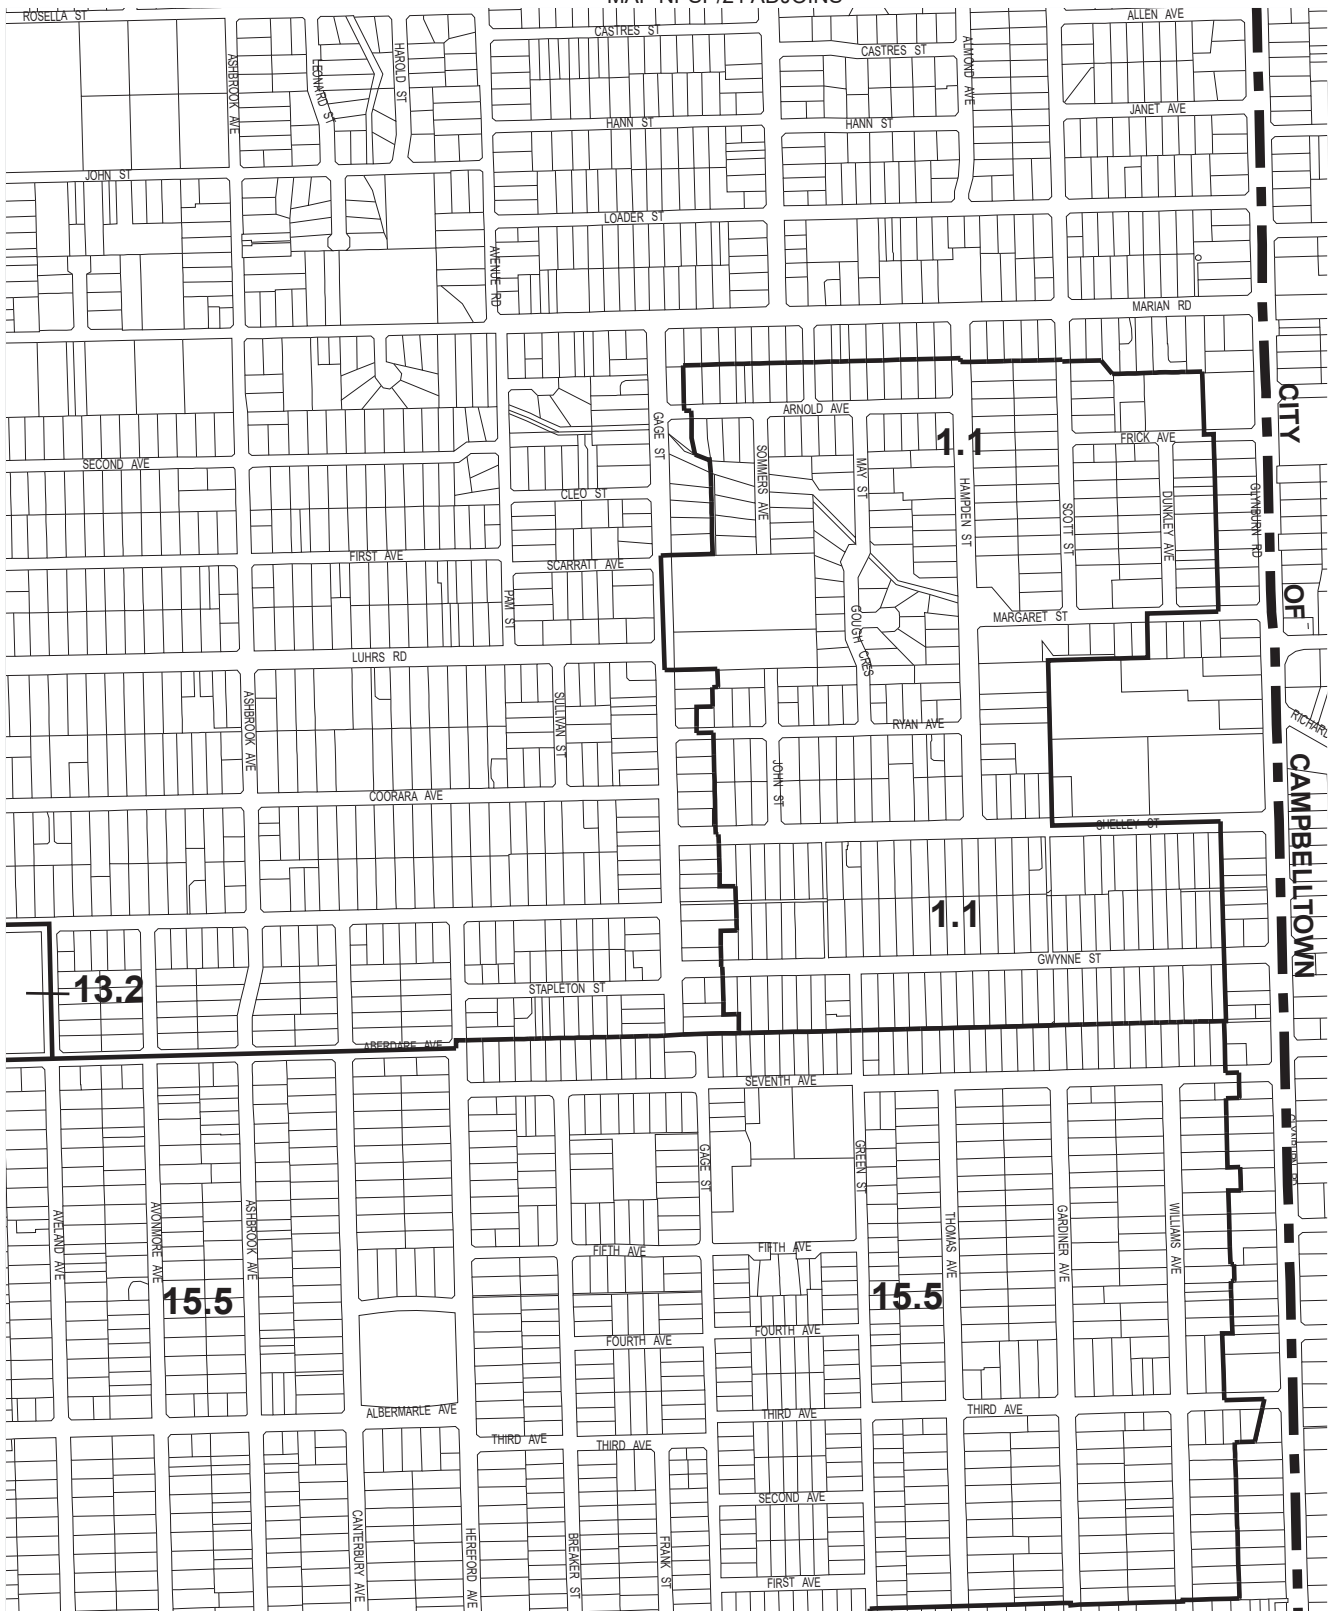 ROSELLA ST
CASTRES ST
ALLEN AVE
CASTRES ST
ASHBROOK AVE
LEONARD ST
HAROLD ST
ALMOND AVE
JANET AVE
HANN ST
HANN ST
JOHN ST
LOADER ST
AVENUE RD
MARIAN RD
CITY
OF
CAMPBELLTOWN
ARNOLD AVE
GAGE ST
1.1
FRICK AVE
SECOND AVE
SOMMERS AVE
MAY ST
HAMPDEN ST
SCOTT ST
DUNKLEY AVE
GLYNBURN RD
CLEO ST
FIRST AVE
SCARRATT AVE
PAM ST
GOUGH CRES
MARGARET ST
LUHRS RD
ASHBROOK AVE
SULLIVAN ST
RYAN AVE
JOHN ST
COORARA AVE
SHELLEY ST
1.1
GWYNNE ST
13.2
STAPLETON ST
ABERDARE AVE
SEVENTH AVE
GAGE ST
GREEN ST
GLYNBURN RD
AVELAND AVE
AVONMORE AVE
ASHBROOK AVE
THOMAS AVE
GARDINER AVE
WILLIAMS AVE
FIFTH AVE
FIFTH AVE
15.5
15.5
FOURTH AVE
FOURTH AVE
ALBERMARLE AVE
THIRD AVE
THIRD AVE
THIRD AVE
THIRD AVE
SECOND AVE
CANTERBURY AVE
HEREFORD AVE
BREAKER ST
FRANK ST
FIRST AVE